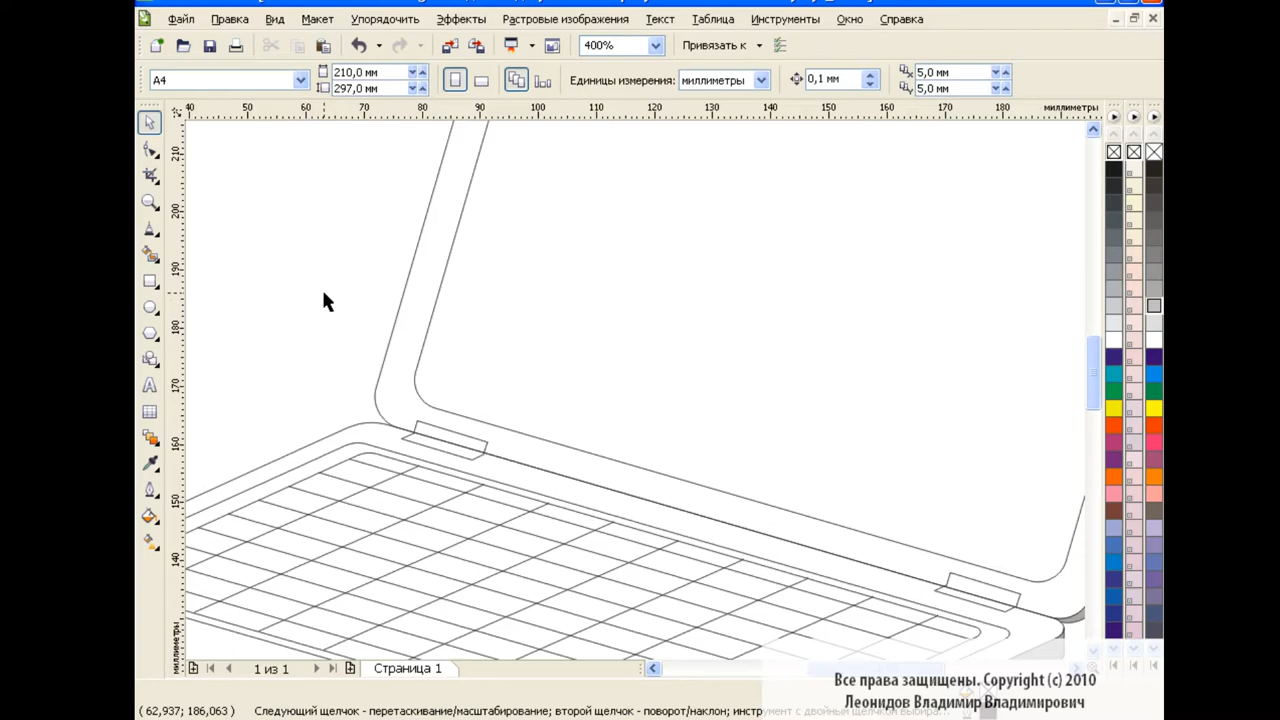 Файл Правка Вид Макет Упорядочить Эффекты Растровые изображения Текст Таблица Инструменты Окно Справка
400% Привязать к
A4 210,0 мм 297,0 мм Единицы измерения: миллиметры 0,1 мм 5,0 мм 5,0 мм
40 50 60 70 80 90 100 110 120 130 140 150 160 170 180 миллиметры
210
200
190
180
170
160
150
140
миллиметры
1 из 1 Страница 1
Все права защищены. Copyright (c) 2010
Леонидов Владимир Владимирович
( 62,937; 186,063) Следующий щелчок - перетаскивание/масштабирование; второй щелчок - поворот/наклон; инструмент с двойным щелчком